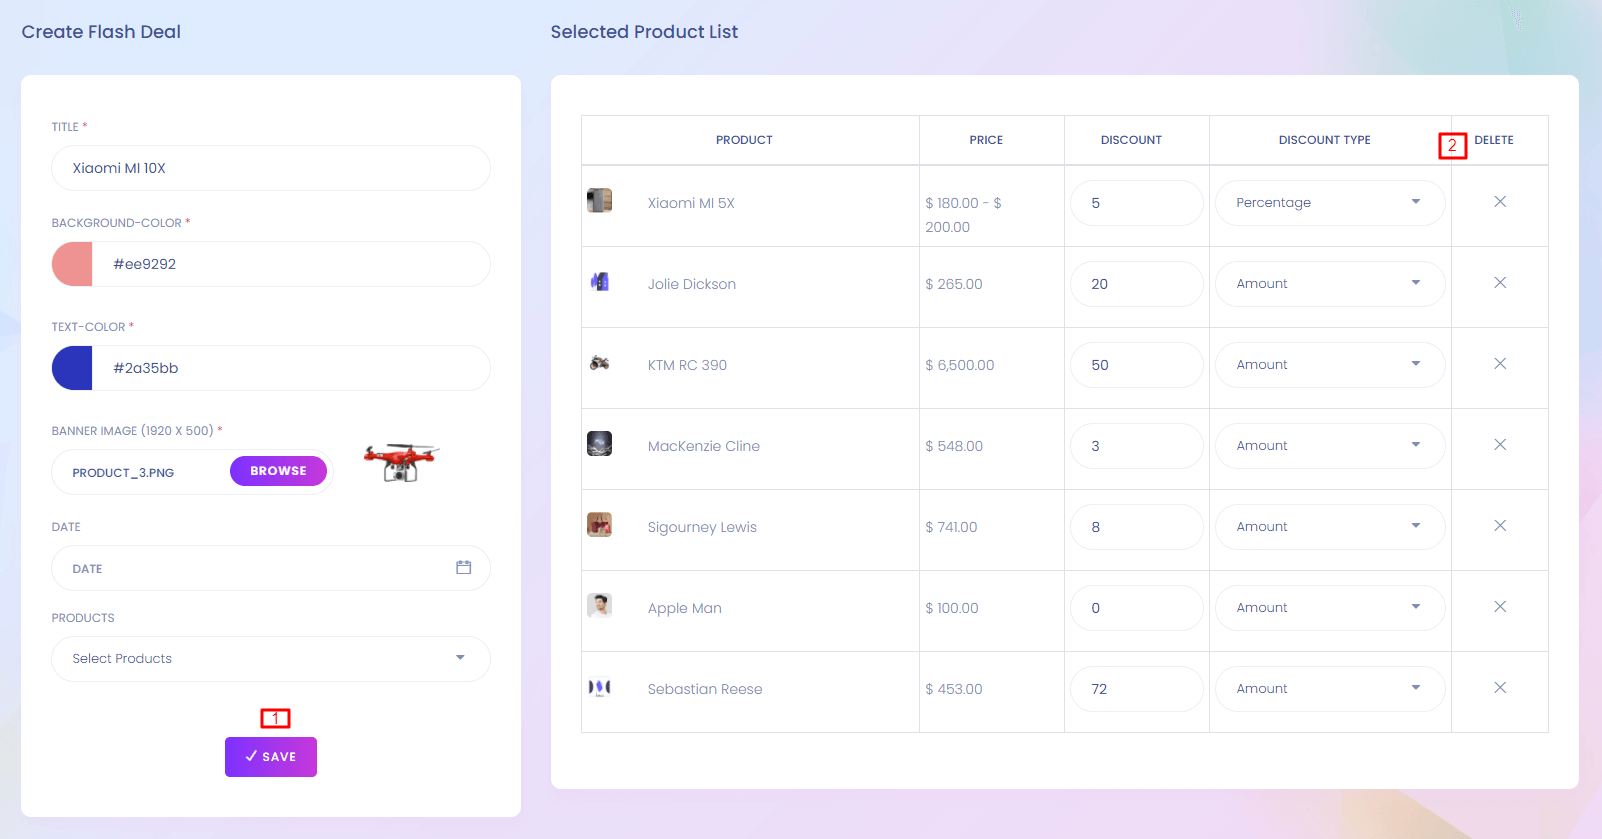 Create Flash Deal
Selected Product List
TITLE *
Xiaomi MI 10X
BACKGROUND-COLOR *
#ee9292
TEXT-COLOR *
#2a35bb
BANNER IMAGE (1920 X 500) *
PRODUCT_3.PNG BROWSE
DATE
DATE
PRODUCTS
Select Products
1
✓ SAVE
PRODUCT PRICE DISCOUNT DISCOUNT TYPE 2 DELETE
Xiaomi MI 5X $ 180.00 - $ 5 Percentage
200.00
Jolie Dickson $ 265.00 20 Amount
KTM RC 390 $ 6,500.00 50 Amount
MacKenzie Cline $ 548.00 3 Amount
Sigourney Lewis $ 741.00 8 Amount
Apple Man $ 100.00 0 Amount
Sebastian Reese $ 453.00 72 Amount